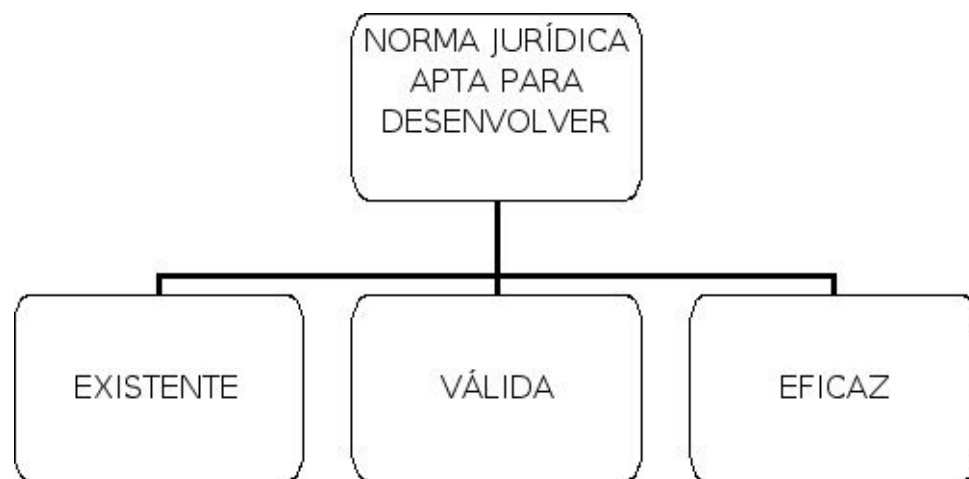 NORMA JURÍDICA
APTA PARA
DESENVOLVER
EXISTENTE
VÁLIDA
EFICAZ